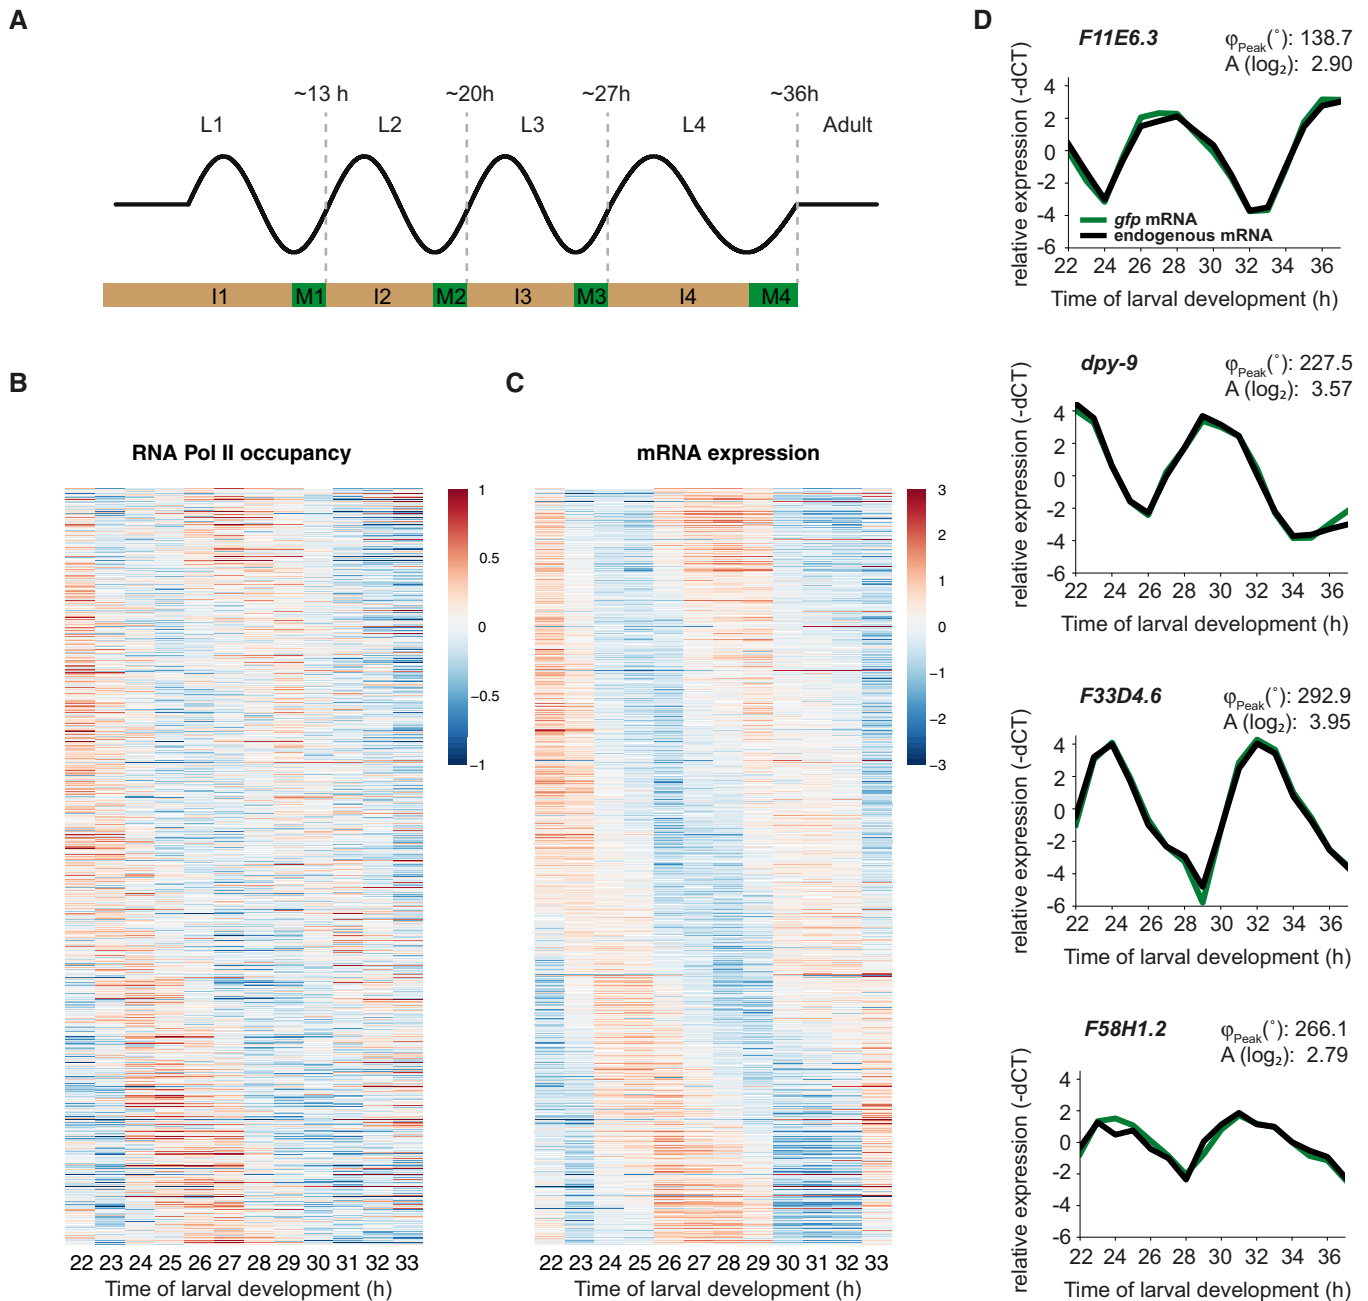 A
~13 h
~20h
~27h
~36h
L1
L2
L3
L4
Adult
I1
M1
I2
M2
I3
M3
I4
M4
B
RNA Pol II occupancy
1
0.5
0
−0.5
−1
22 23 24 25 26 27 28 29 30 31 32 33
Time of larval development (h)
C
mRNA expression
3
2
1
0
−1
−2
−3
22 23 24 25 26 27 28 29 30 31 32 33
Time of larval development (h)
D
F11E6.3
φPeak(°): 138.7
A (log₂): 2.90
relative expression (-dCT)
4
2
0
-2
-4
-6
gfp mRNA
endogenous mRNA
22 24 26 28 30 32 34 36
Time of larval development (h)
dpy-9
φPeak(°): 227.5
A (log₂): 3.57
relative expression (-dCT)
4
2
0
-2
-4
-6
22 24 26 28 30 32 34 36
Time of larval development (h)
F33D4.6
φPeak(°): 292.9
A (log₂): 3.95
relative expression (-dCT)
4
2
0
-2
-4
-6
22 24 26 28 30 32 34 36
Time of larval development (h)
F58H1.2
φPeak(°): 266.1
A (log₂): 2.79
relative expression (-dCT)
4
2
0
-2
-4
-6
22 24 26 28 30 32 34 36
Time of larval development (h)